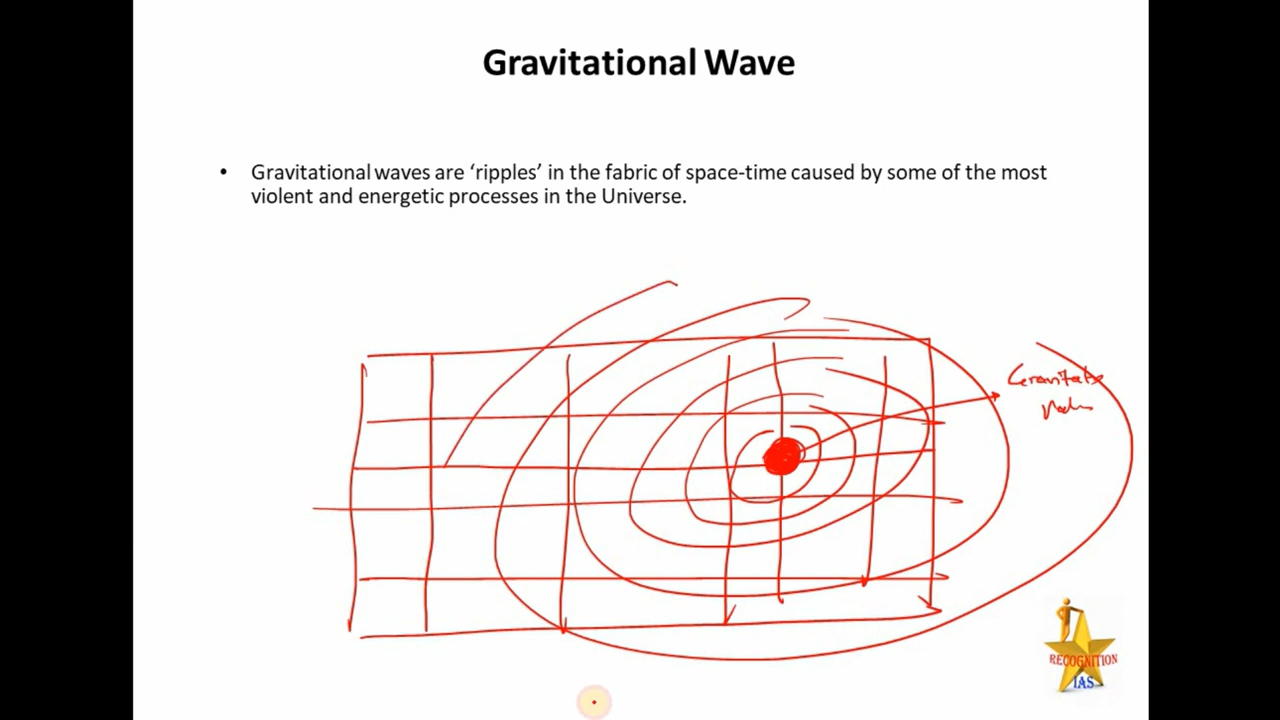 Gravitational Wave
• Gravitational waves are ‘ripples’ in the fabric of space-time caused by some of the most
violent and energetic processes in the Universe.
RECOGNITION
IAS